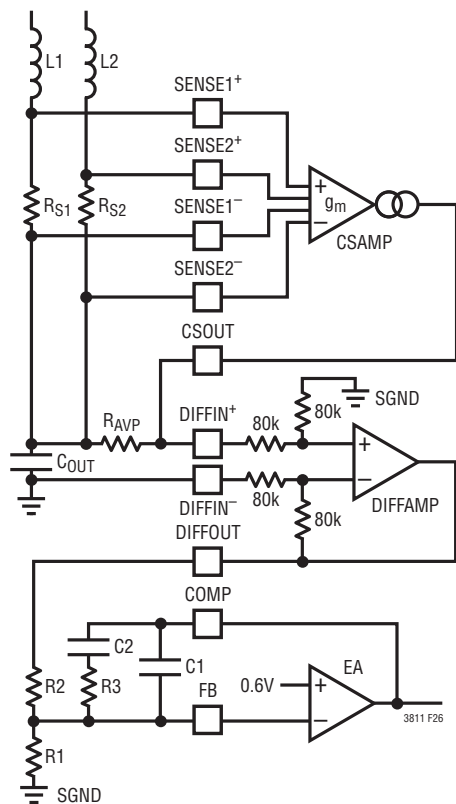 L1
L2
SENSE1+
SENSE2+
RS1
RS2
+
gm
−
SENSE1−
CSAMP
SENSE2−
CSOUT
RAVP
DIFFIN+
80k
80k
SGND
+
−
COUT
80k
DIFFIN−
80k
DIFFAMP
DIFFOUT
COMP
C2
C1
R2
R3
FB
0.6V
+
−
EA
3811 F26
R1
SGND